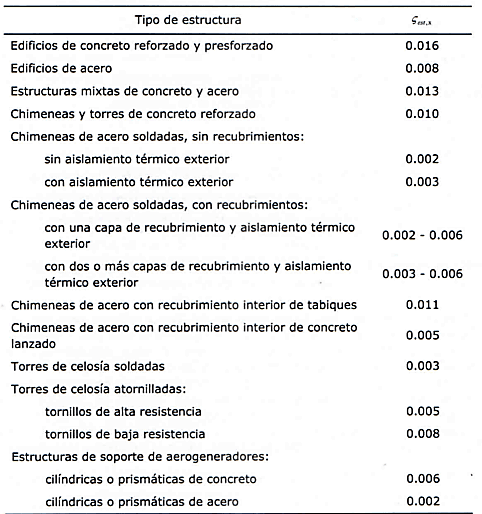 Tipo de estructura ζest,x
Edificios de concreto reforzado y presforzado 0.016
Edificios de acero 0.008
Estructuras mixtas de concreto y acero 0.013
Chimeneas y torres de concreto reforzado 0.010
Chimeneas de acero soldadas, sin recubrimientos:
sin aislamiento térmico exterior 0.002
con aislamiento térmico exterior 0.003
Chimeneas de acero soldadas, con recubrimientos:
con una capa de recubrimiento y aislamiento térmico
exterior 0.002 - 0.006
con dos o más capas de recubrimiento y aislamiento
térmico exterior 0.003 - 0.006
Chimeneas de acero con recubrimiento interior de tabiques 0.011
Chimeneas de acero con recubrimiento interior de concreto
lanzado 0.005
Torres de celosía soldadas 0.003
Torres de celosía atornilladas:
tornillos de alta resistencia 0.005
tornillos de baja resistencia 0.008
Estructuras de soporte de aerogeneradores:
cilíndricas o prismáticas de concreto 0.006
cilíndricas o prismáticas de acero 0.002